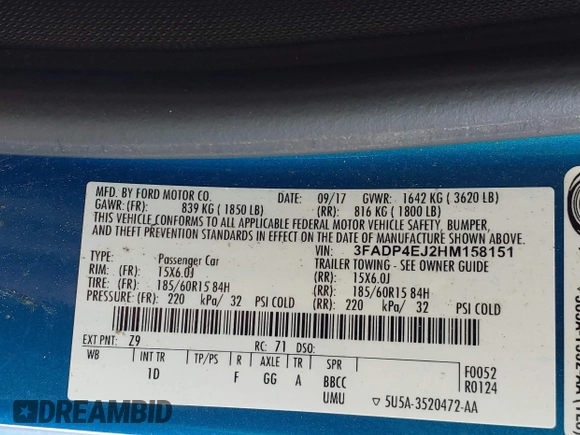 MFD. BY FORD MOTOR CO.
DATE: 09/17 GVWR: 1642 KG ( 3620 LB)
GAWR: (FR): 839 KG ( 1850 LB) (RR): 816 KG ( 1800 LB)
THIS VEHICLE CONFORMS TO ALL APPLICABLE FEDERAL MOTOR VEHICLE SAFETY, BUMPER,
AND THEFT PREVENTION STANDARDS IN EFFECT ON THE DATE OF MANUFACTURE SHOWN ABOVE.
VIN: 3FADP4EJ2HM158151
TYPE: Passenger Car TRAILER TOWING - SEE OWNER GUIDE
RIM: (FR): 15X6.0J (RR): 15X6.0J
TIRE: (FR): 185/60R15 84H (RR): 185/60R15 84H
PRESSURE: (FR): 220 kPa/ 32 PSI COLD (RR): 220 kPa/ 32 PSI COLD
EXT PNT: Z9 RC: 71 DSO:
WB INT TR TP/PS R AXLE TR SPR F0052
1D F GG A BBCC R0124
UMU ▽ 5U5A-3520472-AA
DREAMBID